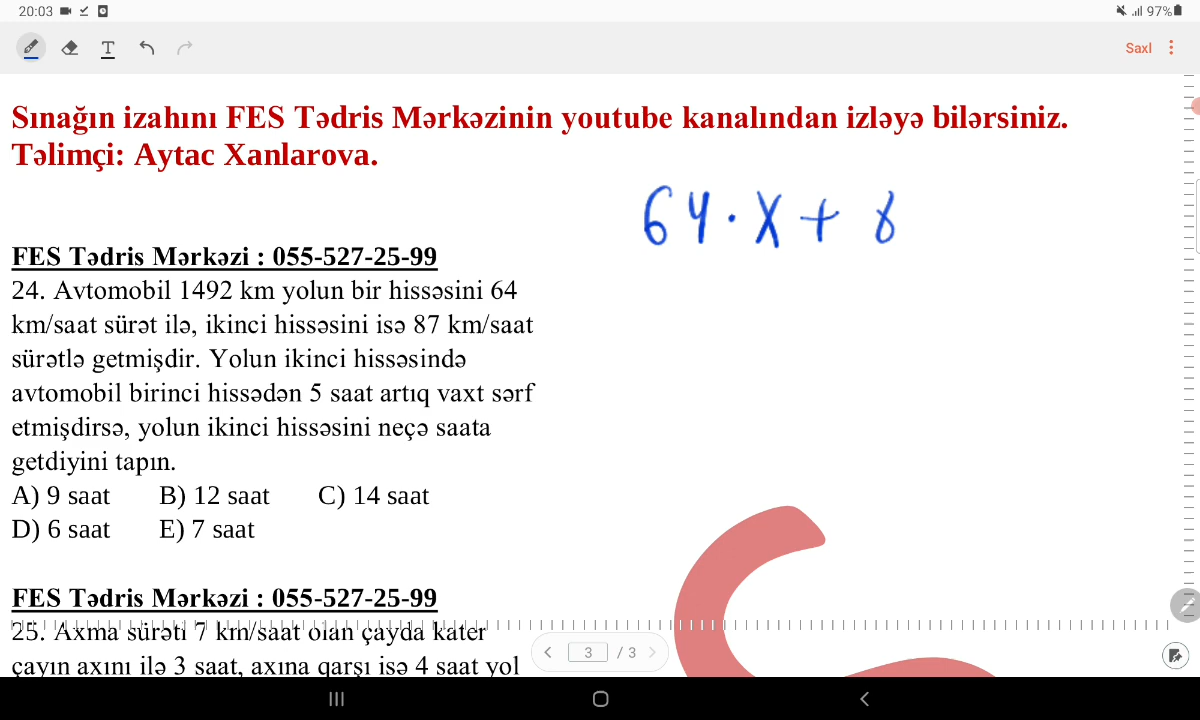 20:03
97%
T
Saxl
Sınağın izahını FES Tədris Mərkəzinin youtube kanalından izləyə bilərsiniz.
Təlimçi: Aytac Xanlarova.
64·x+8
FES Tədris Mərkəzi : 055-527-25-99
24. Avtomobil 1492 km yolun bir hissəsini 64
km/saat sürət ilə, ikinci hissəsini isə 87 km/saat
sürətlə getmişdir. Yolun ikinci hissəsində
avtomobil birinci hissədən 5 saat artıq vaxt sərf
etmişdirsə, yolun ikinci hissəsini neçə saata
getdiyini tapın.
A) 9 saat B) 12 saat C) 14 saat
D) 6 saat E) 7 saat
FES Tədris Mərkəzi : 055-527-25-99
25. Axma sürəti 7 km/saat olan çayda kater
çayın axını ilə 3 saat, axına qarşı isə 4 saat yol
3 / 3